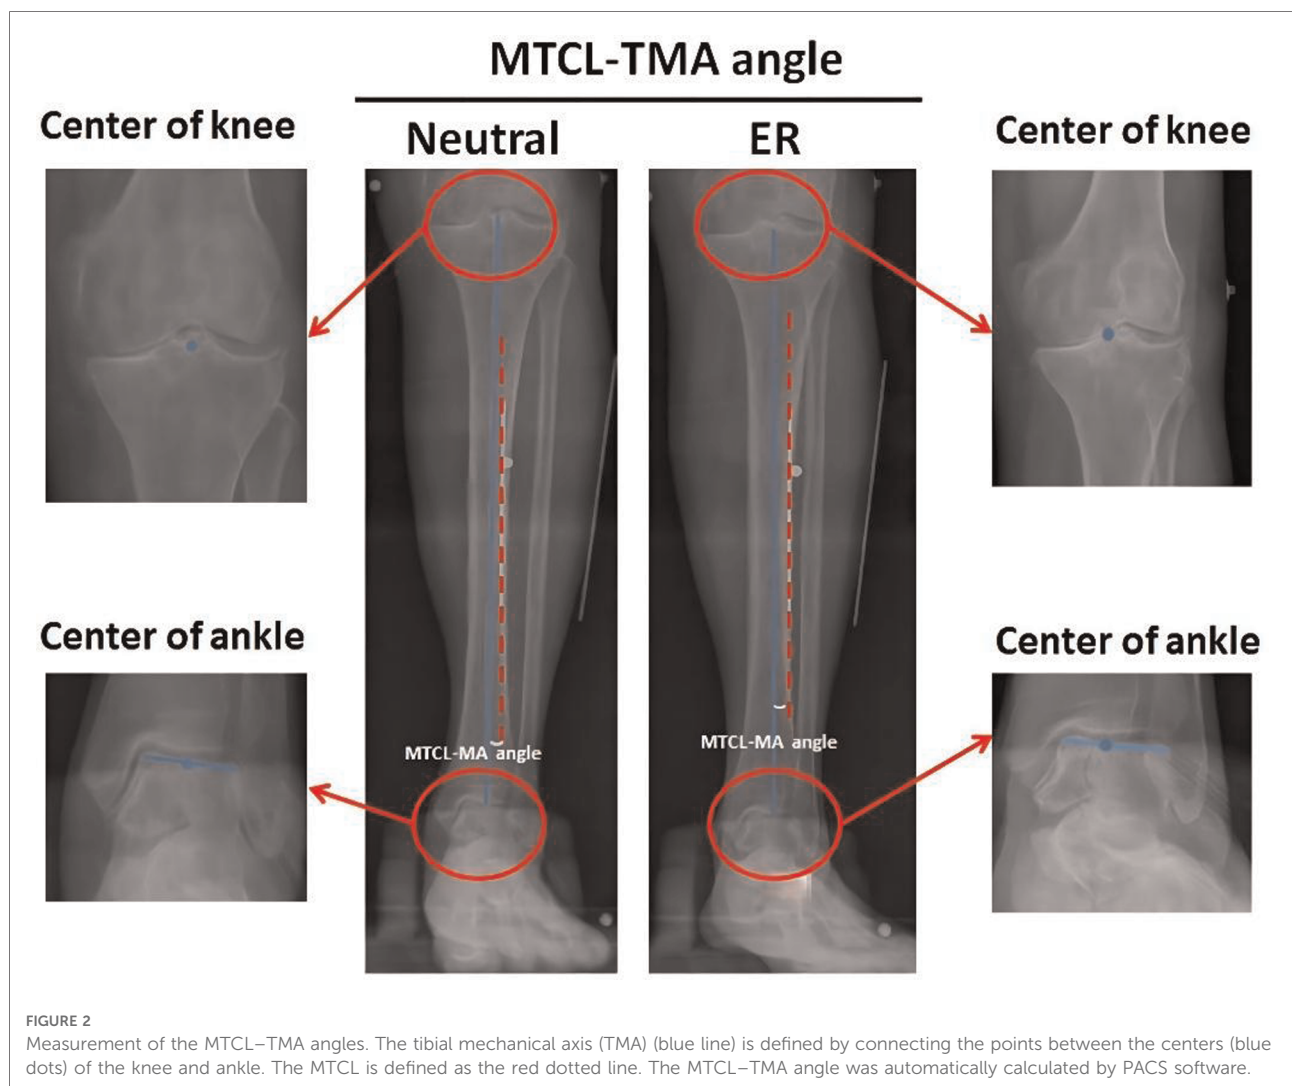 MTCL-TMA angle
Center of knee
Neutral
ER
Center of knee
Center of ankle
Center of ankle
MTCL-MA angle
MTCL-MA angle
FIGURE 2
Measurement of the MTCL–TMA angles. The tibial mechanical axis (TMA) (blue line) is defined by connecting the points between the centers (blue
dots) of the knee and ankle. The MTCL is defined as the red dotted line. The MTCL–TMA angle was automatically calculated by PACS software.